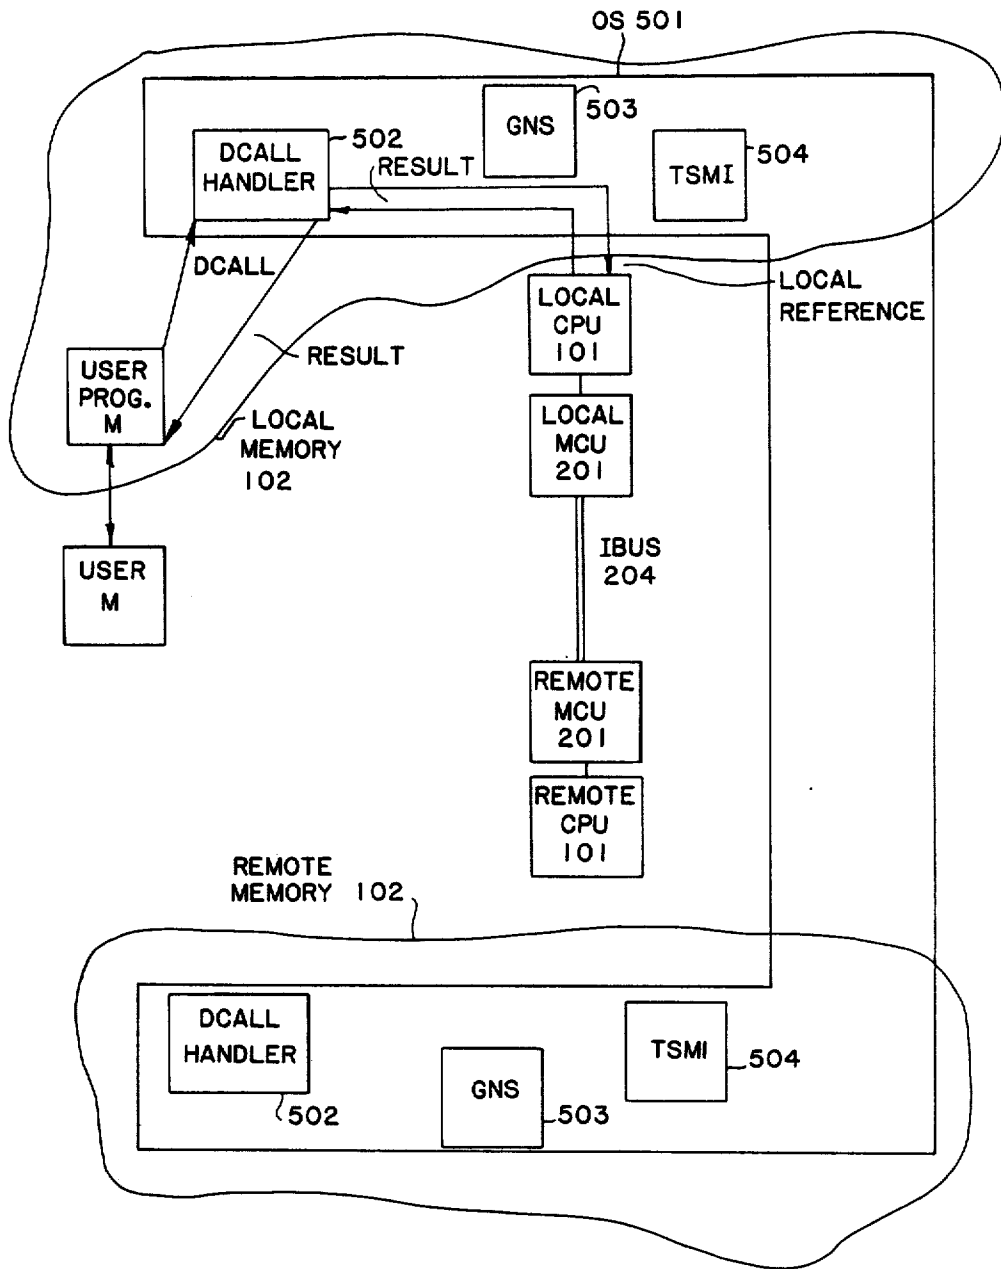 OS 501
503
GNS
502
DCALL
HANDLER
RESULT
504
TSMI
DCALL
LOCAL
REFERENCE
LOCAL
CPU
101
RESULT
USER
PROG.
M
LOCAL
MCU
201
LOCAL
MEMORY
102
IBUS
204
USER
M
REMOTE
MCU
201
REMOTE
CPU
101
REMOTE
MEMORY 102
DCALL
HANDLER
502
TSMI
504
GNS
503